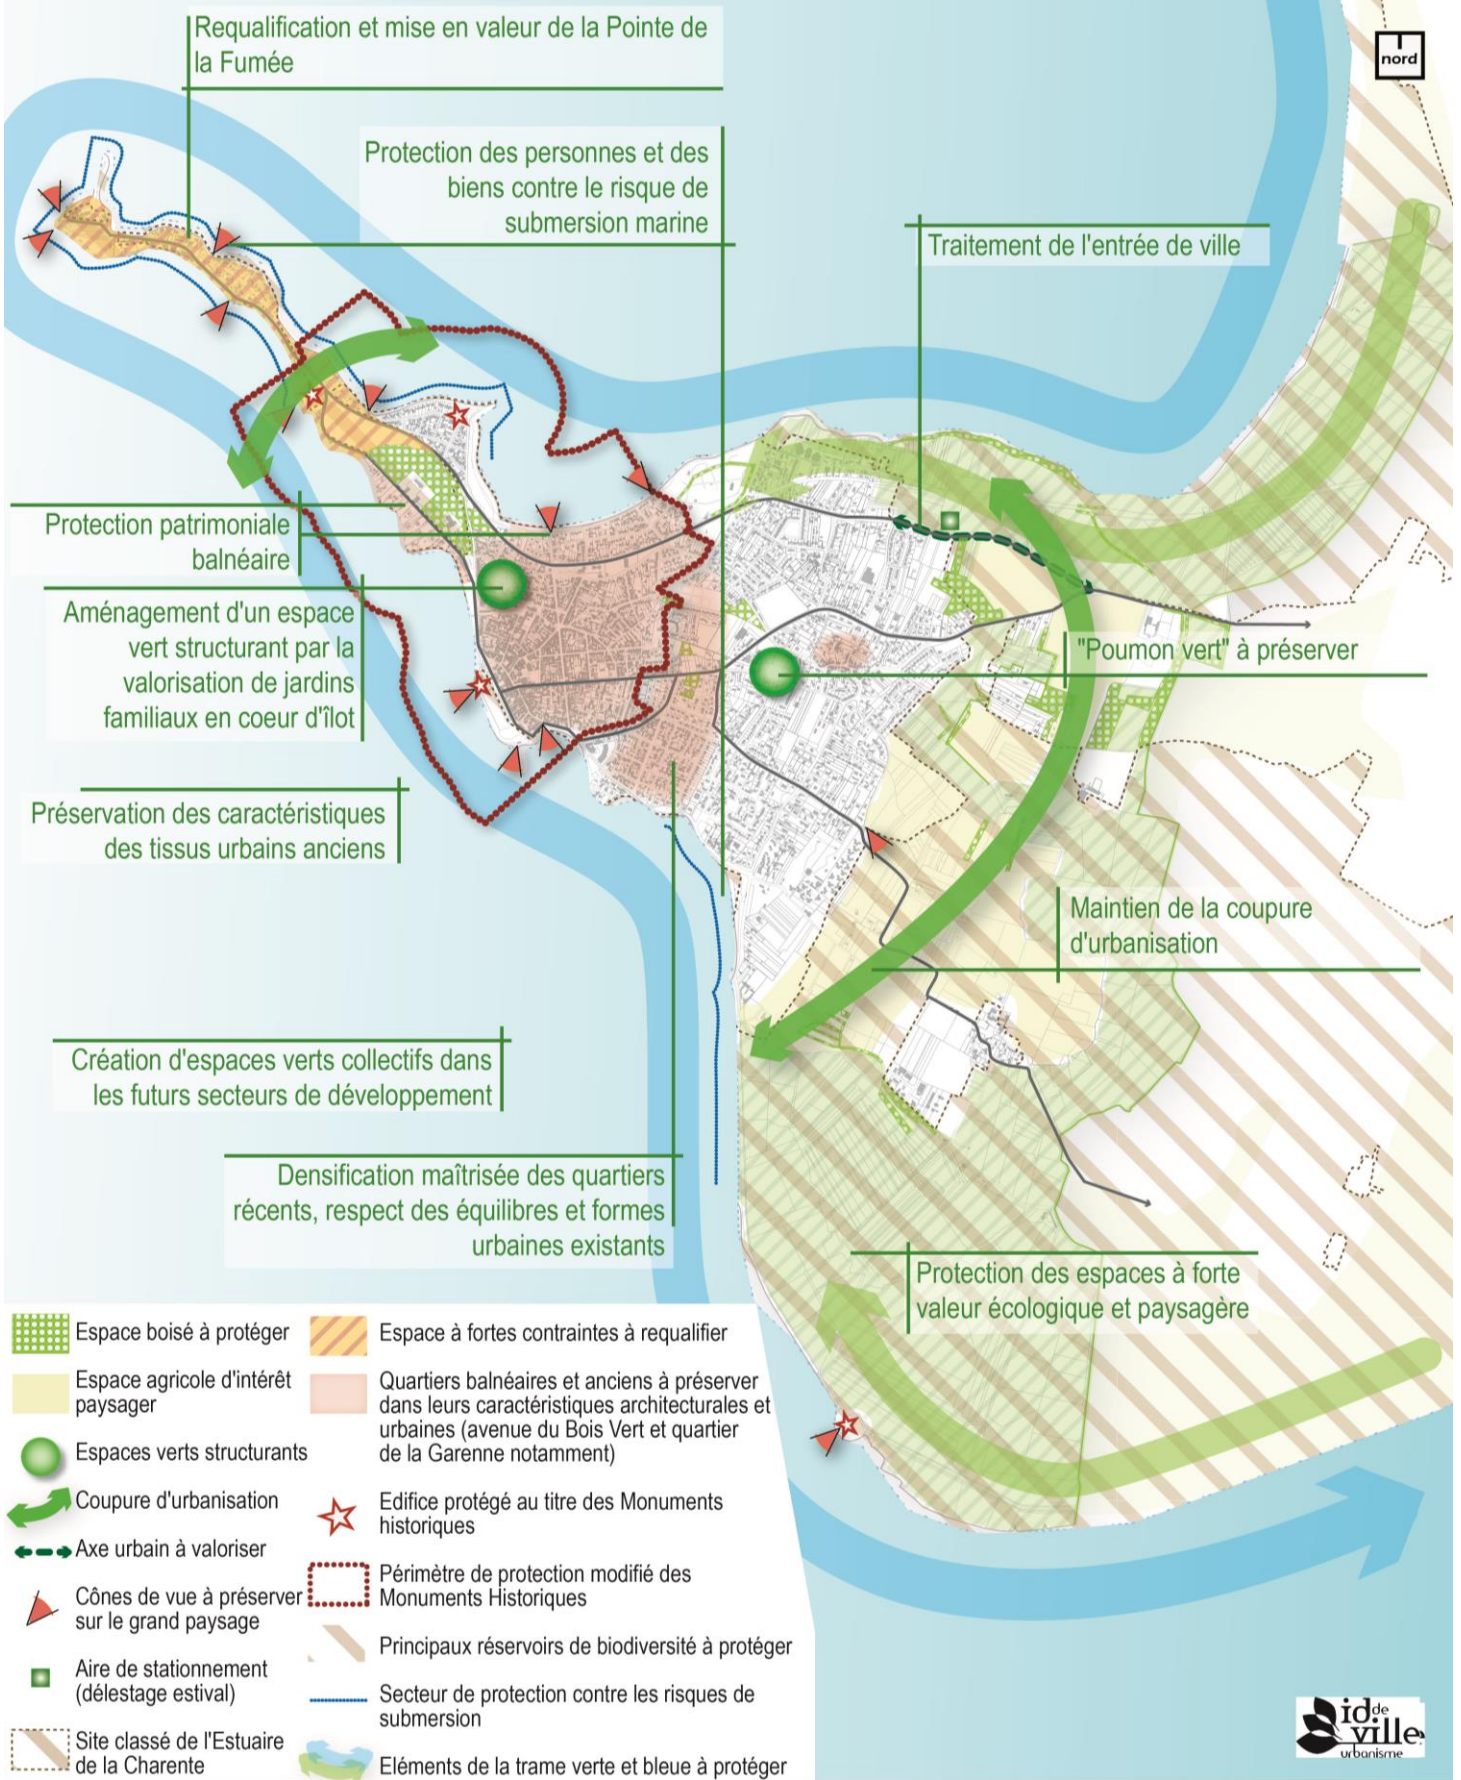 Requalification et mise en valeur de la Pointe de
la Fumée
nord
Protection des personnes et des
biens contre le risque de
submersion marine
Traitement de l'entrée de ville
Protection patrimoniale
balnéaire
Aménagement d'un espace
vert structurant par la
valorisation de jardins
familiaux en coeur d'îlot
"Poumon vert" à préserver
Préservation des caractéristiques
des tissus urbains anciens
Maintien de la coupure
d'urbanisation
Création d'espaces verts collectifs dans
les futurs secteurs de développement
Densification maîtrisée des quartiers
récents, respect des équilibres et formes
urbaines existants
Protection des espaces à forte
valeur écologique et paysagère
Espace boisé à protéger
Espace agricole d'intérêt
paysager
Espaces verts structurants
Coupure d'urbanisation
Axe urbain à valoriser
Cônes de vue à préserver
sur le grand paysage
Aire de stationnement
(délestage estival)
Site classé de l'Estuaire
de la Charente
Espace à fortes contraintes à requalifier
Quartiers balnéaires et anciens à préserver
dans leurs caractéristiques architecturales et
urbaines (avenue du Bois Vert et quartier
de la Garenne notamment)
Edifice protégé au titre des Monuments
historiques
Périmètre de protection modifié des
Monuments Historiques
Principaux réservoirs de biodiversité à protéger
Secteur de protection contre les risques de
submersion
Eléments de la trame verte et bleue à protéger
id de
ville
urbanisme